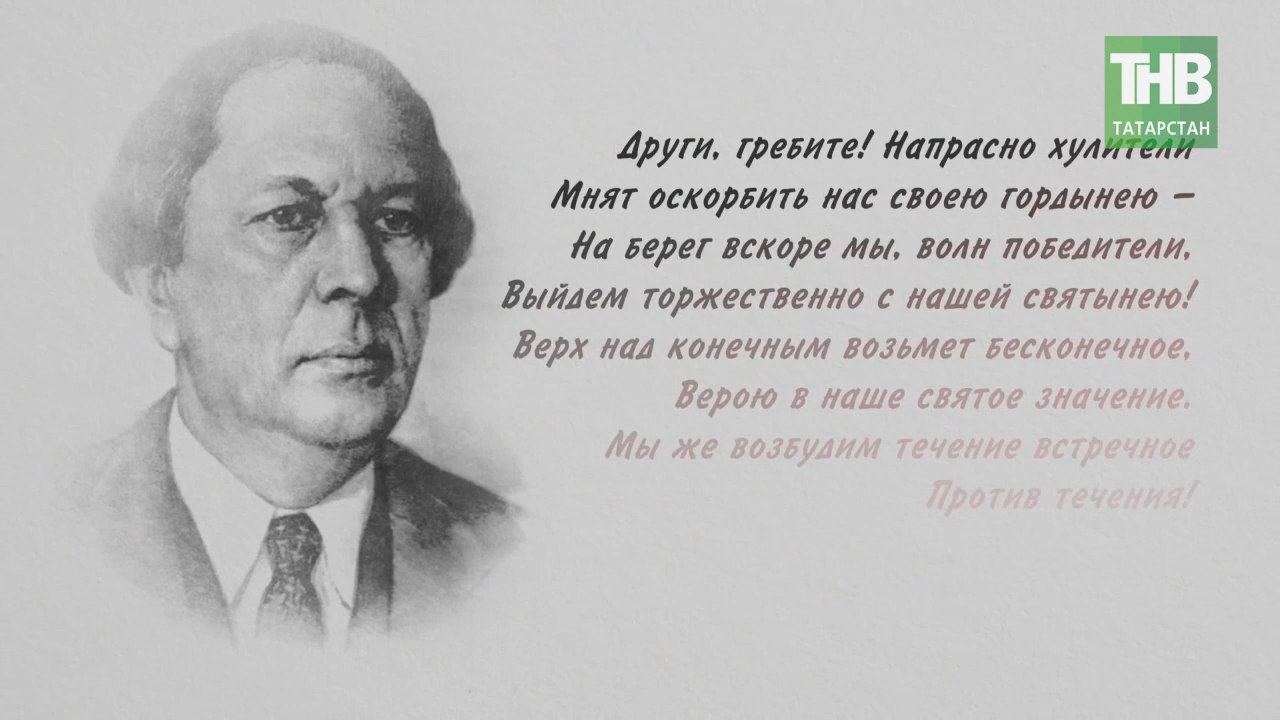 ТНВ
ТАТАРСТАН
Други, гребите! Напрасно хулители
Мнят оскорбить нас своею гордынею –
На берег вскоре мы, волн победители,
Выйдем торжественно с нашей святынею!
Верх над конечным возьмет бесконечное,
Верою в наше святое значение.
Мы же возбудим течение встречное
Против течения!